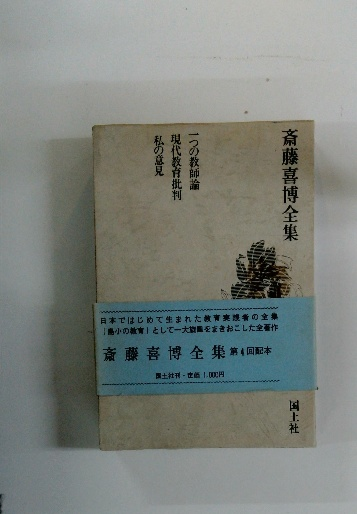 斎藤喜博全集
一つの教師論
現代教育批判
私の意見
日本ではじめて生まれた教育実践者の全集
「島小の教育」として一大旋風をまきおこした全著作
斎藤喜博全集 第4回配本
国土社刊・定価 1,000円
国土社